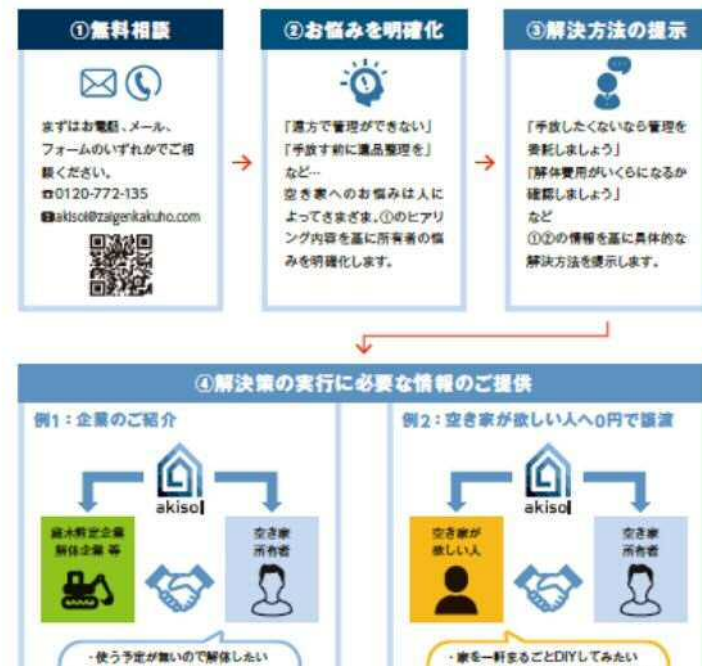 ①無料相談
まずはお電話、メール、
フォームのいずれかでご相
談ください。
☎0120-772-135
akisol@zaigenkakuho.com
②お悩みを明確化
「遠方で管理ができない」
「手放す前に遺品整理を」
など…
空き家へのお悩みは人に
よってさまざま。①のヒアリ
ング内容を基に所有者の悩
みを明確化します。
③解決方法の提示
「手放したくないなら管理を
委託しましょう」
「解体費用がいくらになるか
確認しましょう」
など
①②の情報を基に具体的な
解決方法を提示します。
④解決策の実行に必要な情報のご提供
例1：企業のご紹介
akisol
庭木剪定企業
解体企業 等
空き家
所有者
・使う予定が無いので解体したい
例2：空き家が欲しい人へ0円で譲渡
akisol
空き家が
欲しい人
空き家
所有者
・家を一軒まるごとDIYしてみたい